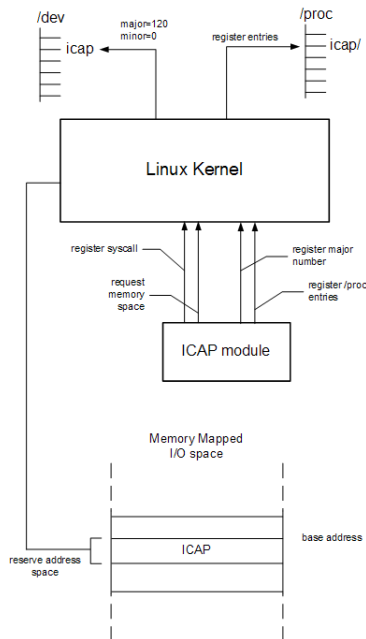 /dev
/proc
icap
major=120
minor=0
register entries
icap/
Linux Kernel
register syscall
register major
number
request
memory
space
register /proc
entries
ICAP module
Memory Mapped
I/O space
ICAP
base address
reserve address
space